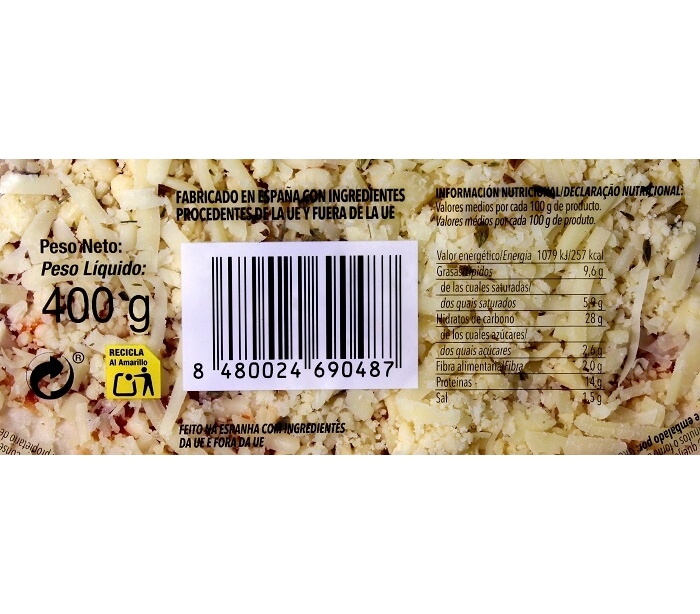 FABRICADO EN ESPAÑA CON INGREDIENTES
PROCEDENTES DE LA UE Y FUERA DE LA UE
Peso Neto:
Peso Líquido:
400 g
®
RECICLA
Al Amarillo
8 480024 690487
FEITO NA ESPANHA COM INGREDIENTES
DA UE E FORA DA UE
INFORMACIÓN NUTRICIONAL/DECLARAÇÃO NUTRICIONAL:
Valores medios por cada 100 g de producto.
Valores médios por cada 100 g de produto.
Valor energético/Energia 1079 kJ/257 kcal
Grasas/Lípidos 9,6 g
de las cuales saturadas/
dos quais saturados 5,9 g
Hidratos de carbono 28 g
de los cuales azúcares/
dos quais açúcares 2,6 g
Fibra alimentaria/Fibra 2,0 g
Proteínas 14 g
Sal 1,5 g
e embalado por: